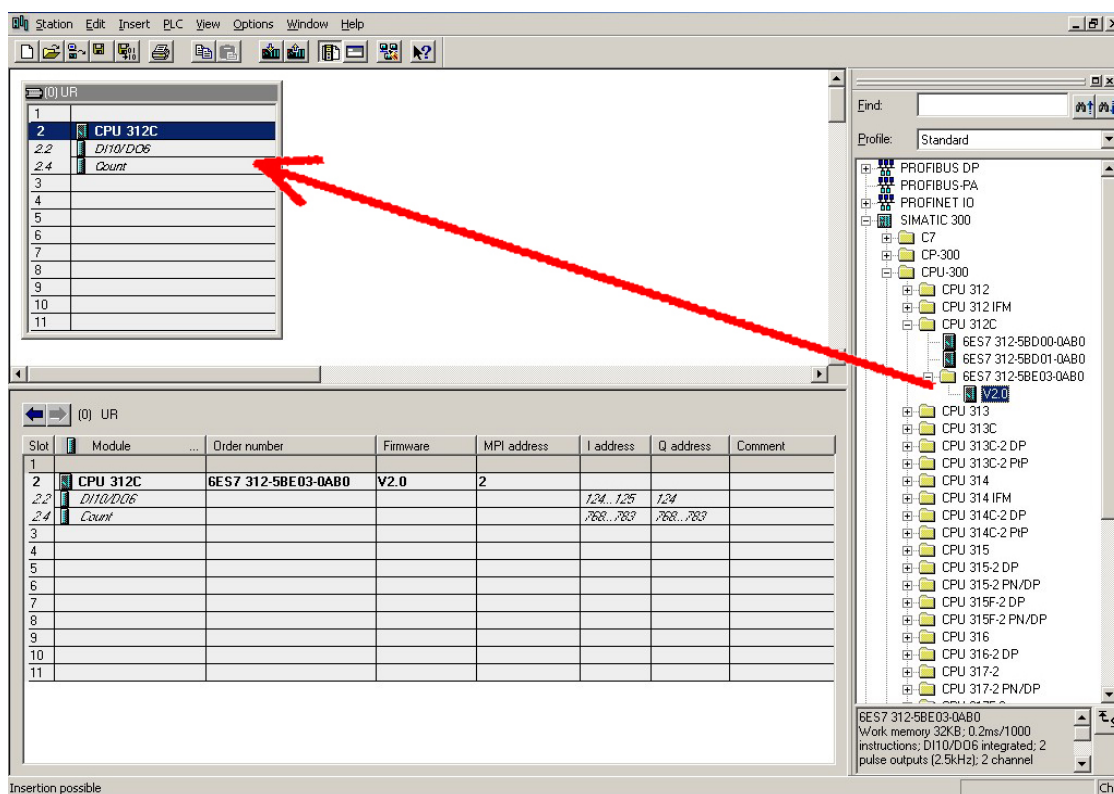 Station Edit Insert PLC View Options Window Help
(0) UR
1
2 CPU 312C
2.2 DI10/DO6
2.4 Count
3
4
5
6
7
8
9
10
11
Find:
Profile: Standard
PROFIBUS DP
PROFIBUS-PA
PROFINET IO
SIMATIC 300
C7
CP-300
CPU-300
CPU 312
CPU 312 IFM
CPU 312C
6ES7 312-5BD00-0AB0
6ES7 312-5BD01-0AB0
6ES7 312-5BE03-0AB0
V2.0
CPU 313
CPU 313C
CPU 313C-2 DP
CPU 313C-2 PtP
CPU 314
CPU 314 IFM
CPU 314C-2 DP
CPU 314C-2 PtP
CPU 315
CPU 315-2 DP
CPU 315-2 PN/DP
CPU 315F-2 DP
CPU 315F-2 PN/DP
CPU 316
CPU 316-2 DP
CPU 317-2
CPU 317-2 PN/DP
6ES7 312-5BE03-0AB0
Work memory 32KB; 0.2ms/1000
instructions; DI10/DO6 integrated; 2
pulse outputs (2.5kHz); 2 channel
(0) UR
Slot Module ... Order number Firmware MPI address I address Q address Comment
1
2 CPU 312C 6ES7 312-5BE03-0AB0 V2.0 2
2.2 DI10/DO6 124...125 124
2.4 Count 768...783 768...783
3
4
5
6
7
8
9
10
11
Insertion possible
Ch